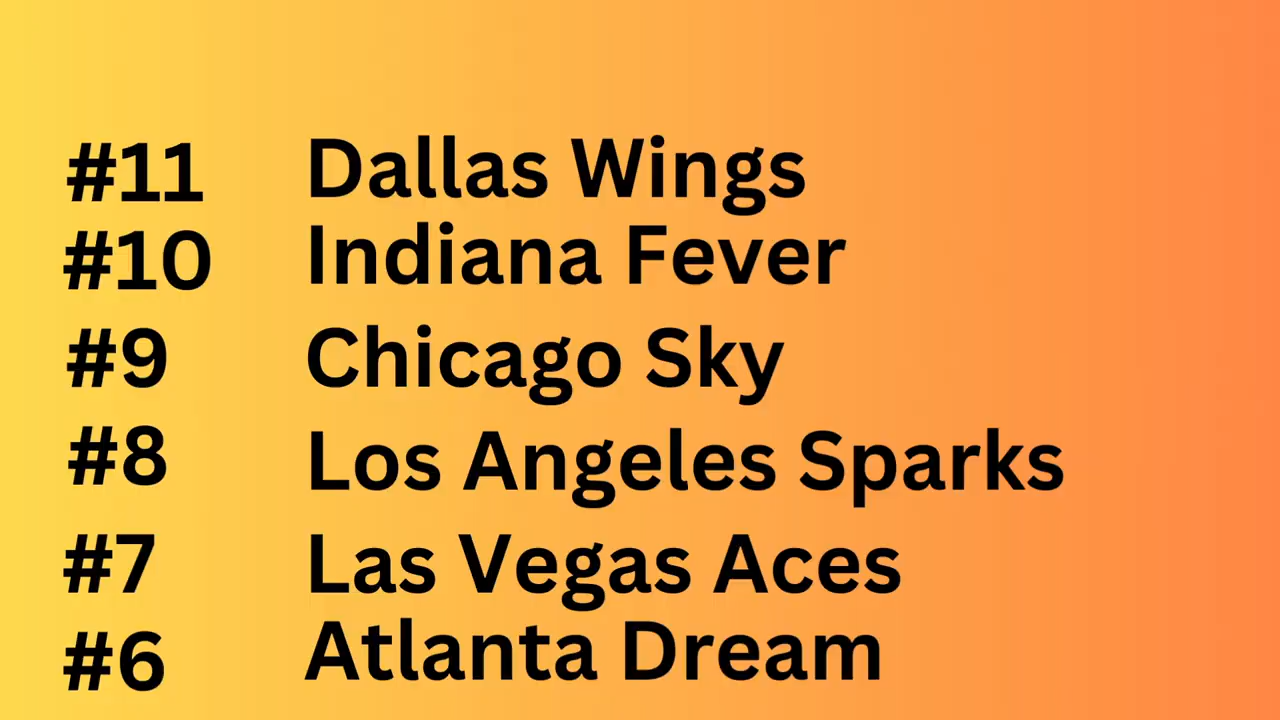 #11 Dallas Wings
#10 Indiana Fever
#9 Chicago Sky
#8 Los Angeles Sparks
#7 Las Vegas Aces
#6 Atlanta Dream